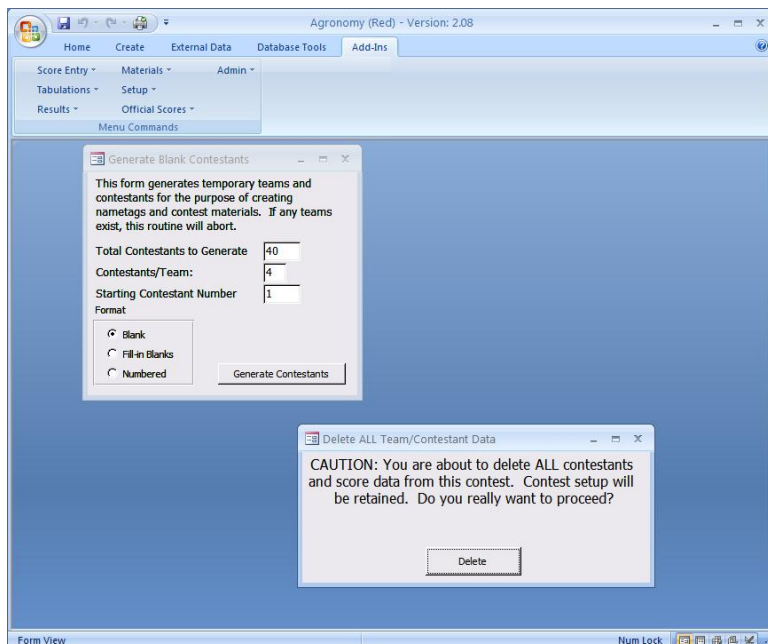 Agronomy (Red) - Version: 2.08
Home Create External Data Database Tools Add-Ins
Score Entry Materials Admin
Tabulations Setup
Results Official Scores
Menu Commands
Generate Blank Contestants
This form generates temporary teams and
contestants for the purpose of creating
nametags and contest materials. If any teams
exist, this routine will abort.
Total Contestants to Generate 40
Contestants/Team: 4
Starting Contestant Number 1
Format
Blank
Fill-in Blanks
Numbered
Generate Contestants
Delete ALL Team/Contestant Data
CAUTION: You are about to delete ALL contestants
and score data from this contest. Contest setup will
be retained. Do you really want to proceed?
Delete
Form View Num Lock